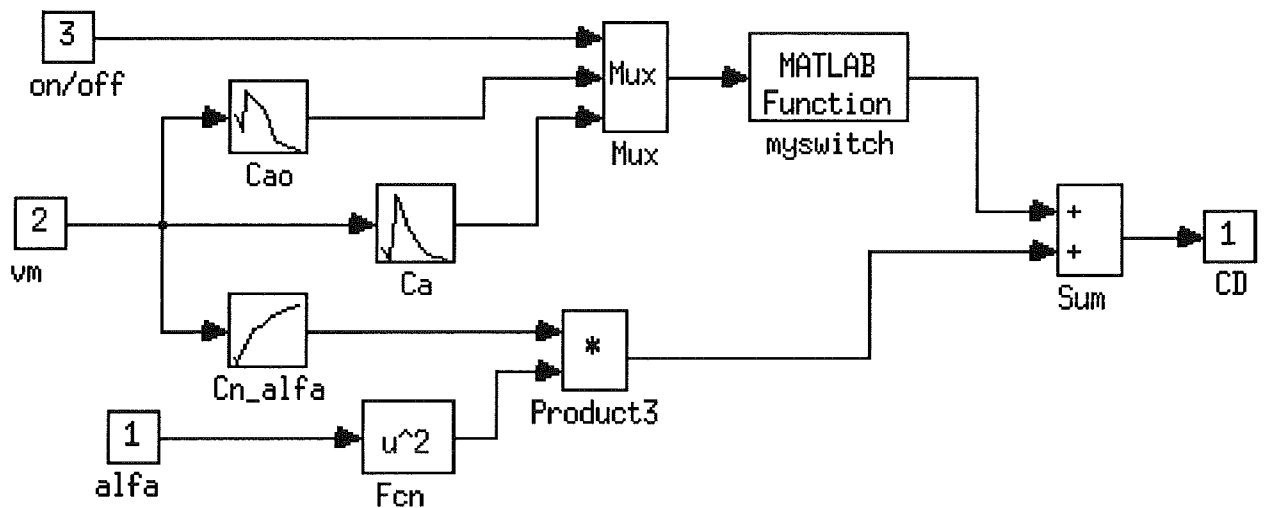 3
on/off
Cao
Mux
Mux
MATLAB
Function
myswitch
2
vm
Ca
+
+
Sum
1
CD
Cn_alfa
*
Product3
1
alfa
u^2
Fcn